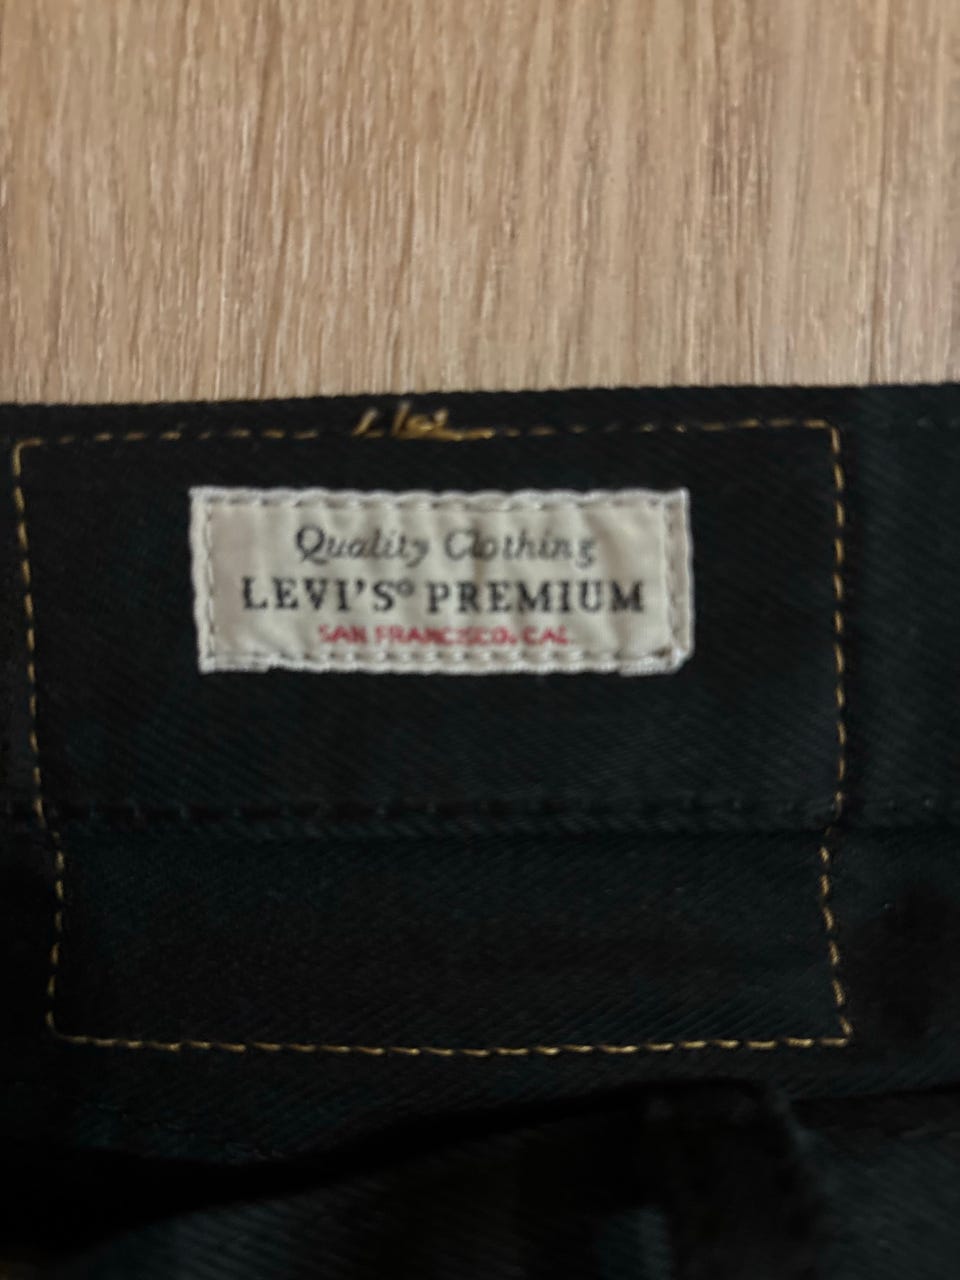 Quality Clothing
LEVI'S® PREMIUM
SAN FRANCISCO, CAL.